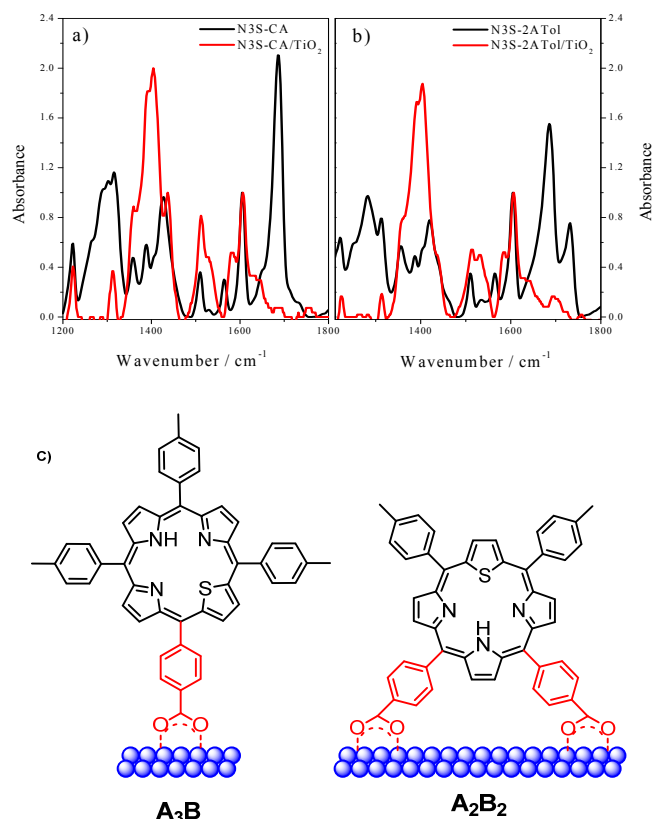 a)
N3S-CA
N3S-CA/TiO₂
b)
N3S-2ATol
N3S-2ATol/TiO₂
2.4
2.0
1.6
1.2
0.8
0.4
0.0
Absorbance
2.4
2.0
1.6
1.2
0.8
0.4
0.0
Absorbance
1200 1400 1600 1800
1400 1600 1800
Wavenumber / cm⁻¹
Wavenumber / cm⁻¹
c)
NH N
N S
O O
A₃B
S
N N
H
N
O O
O O
A₂B₂